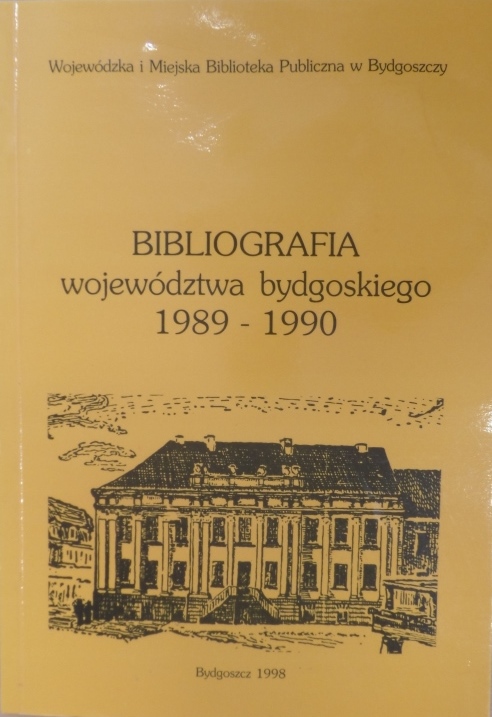 Wojewódzka i Miejska Biblioteka Publiczna w Bydgoszczy
BIBLIOGRAFIA
województwa bydgoskiego
1989 - 1990
Bydgoszcz 1998